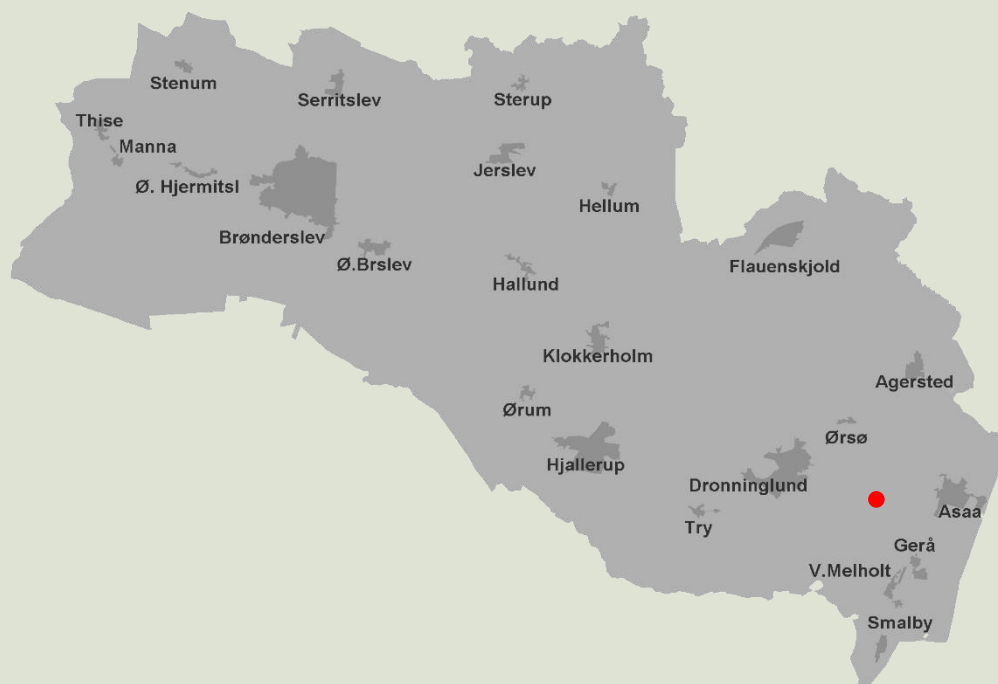 Stenum
Serritslev
Sterup
Thise
Manna
Ø. Hjermitsl
Jerslev
Hellum
Brønderslev
Ø.Brslev
Hallund
Flauenskjold
Klokkerholm
Agersted
Ørum
Ørsø
Hjallerup
Dronninglund
Try
Asaa
Gerå
V.Melholt
Smalby